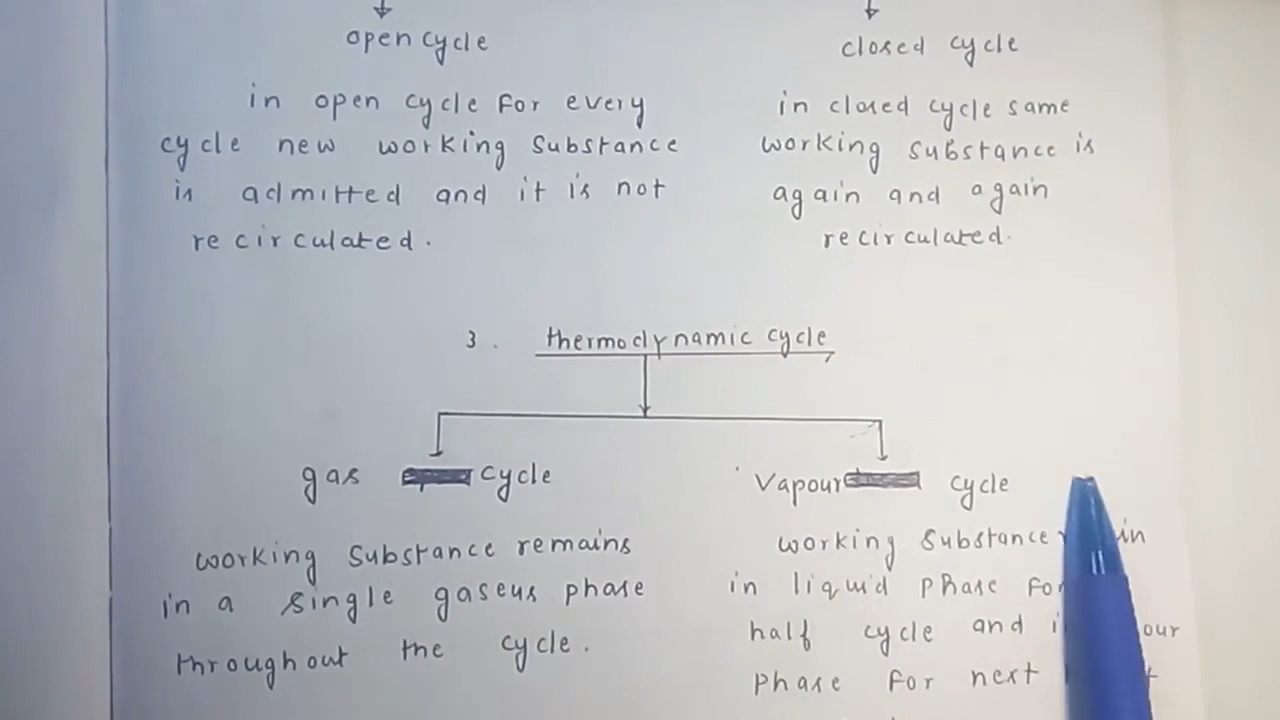 open cycle
in open cycle for every
cycle new working substance
is admitted and it is not
recirculated.
closed cycle
in closed cycle same
working substance is
again and again
recirculated.
3. thermodynamic cycle
gas cycle
working substance remains
in a single gaseus phase
throughout the cycle.
Vapour cycle
working substance
in liquid phase
half cycle and
phase for next